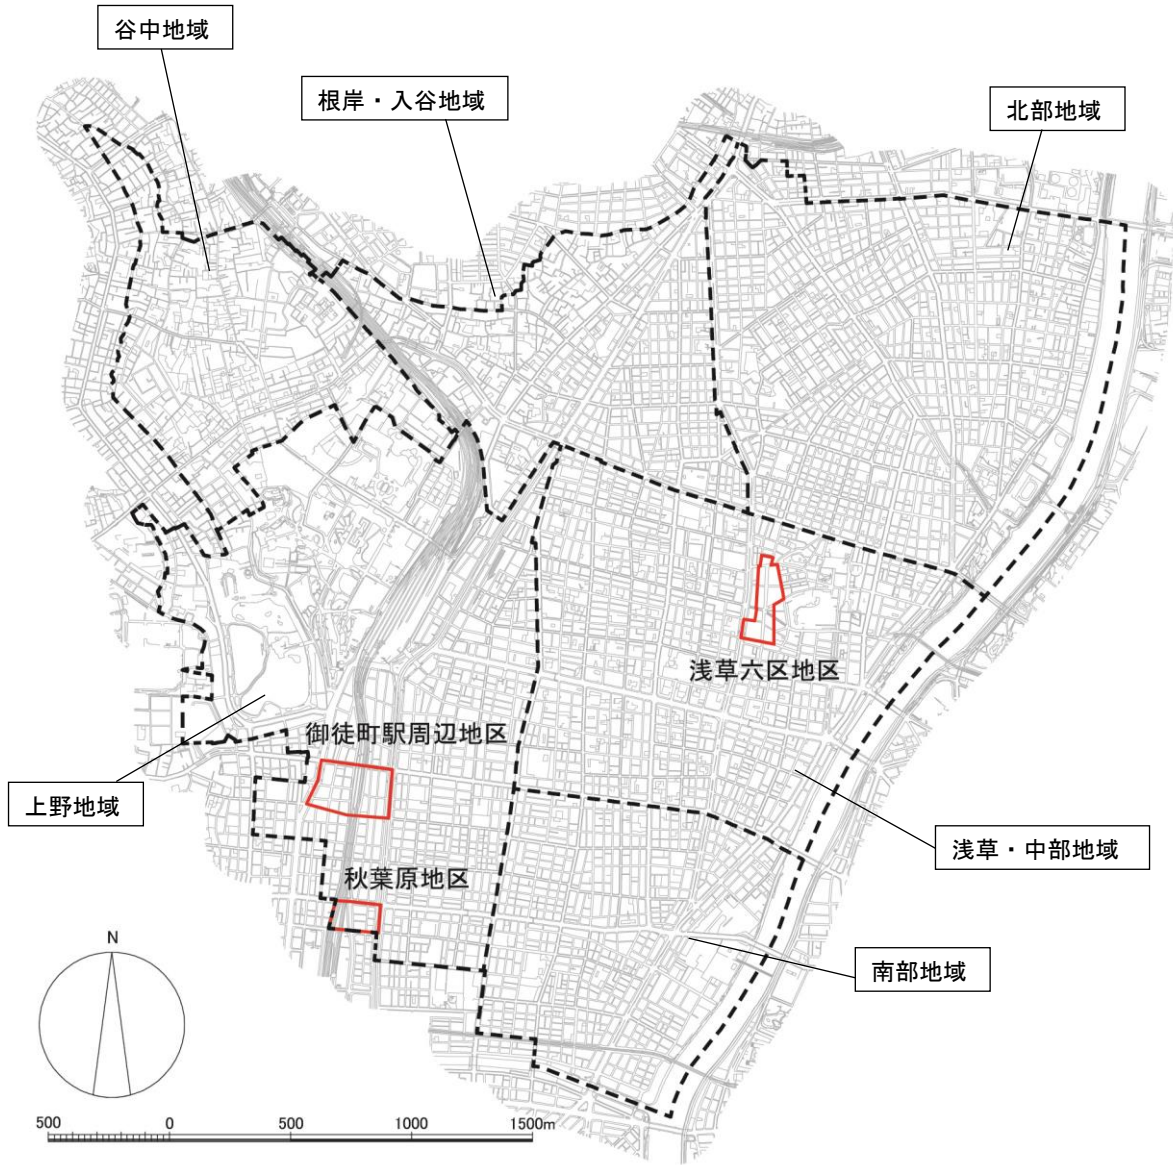 谷中地域
根岸・入谷地域
北部地域
浅草六区地区
御徒町駅周辺地区
上野地域
浅草・中部地域
秋葉原地区
N
南部地域
500 0 500 1000 1500m